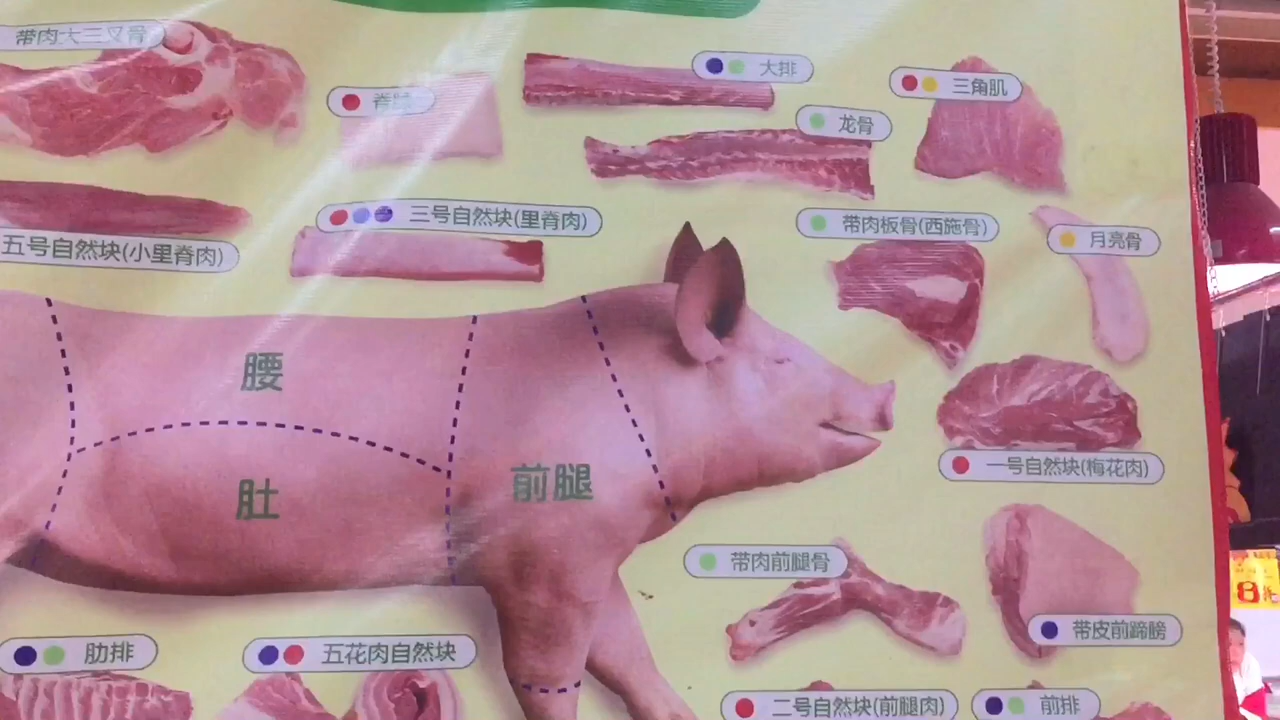 带肉大三叉骨
脊膘
大排
三角肌
龙骨
五号自然块(小里脊肉)
三号自然块(里脊肉)
带肉板骨(西施骨)
月亮骨
腰
一号自然块(梅花肉)
肚
前腿
带肉前腿骨
带皮前蹄膀
肋排
五花肉自然块
二号自然块(前腿肉)
前排
8折